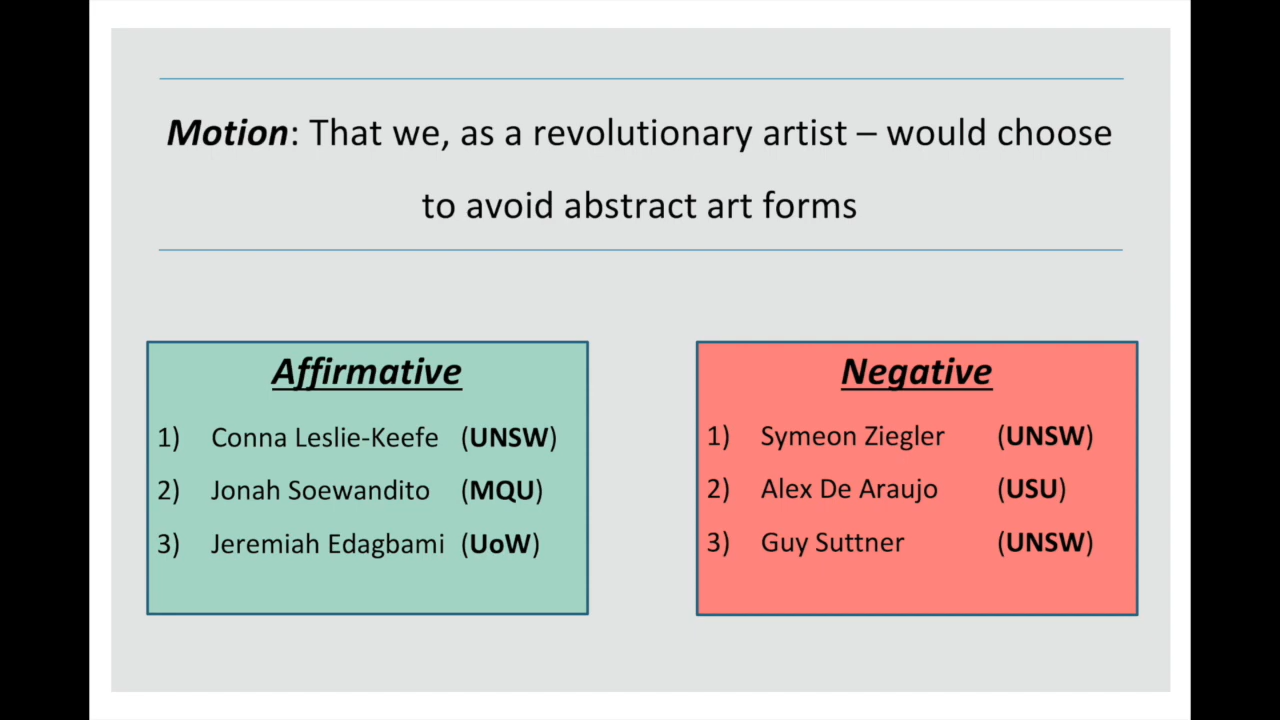 Motion: That we, as a revolutionary artist – would choose
to avoid abstract art forms
Affirmative
1) Conna Leslie-Keefe (UNSW)
2) Jonah Soewandito (MQU)
3) Jeremiah Edagbami (UoW)
Negative
1) Symeon Ziegler (UNSW)
2) Alex De Araujo (USU)
3) Guy Suttner (UNSW)